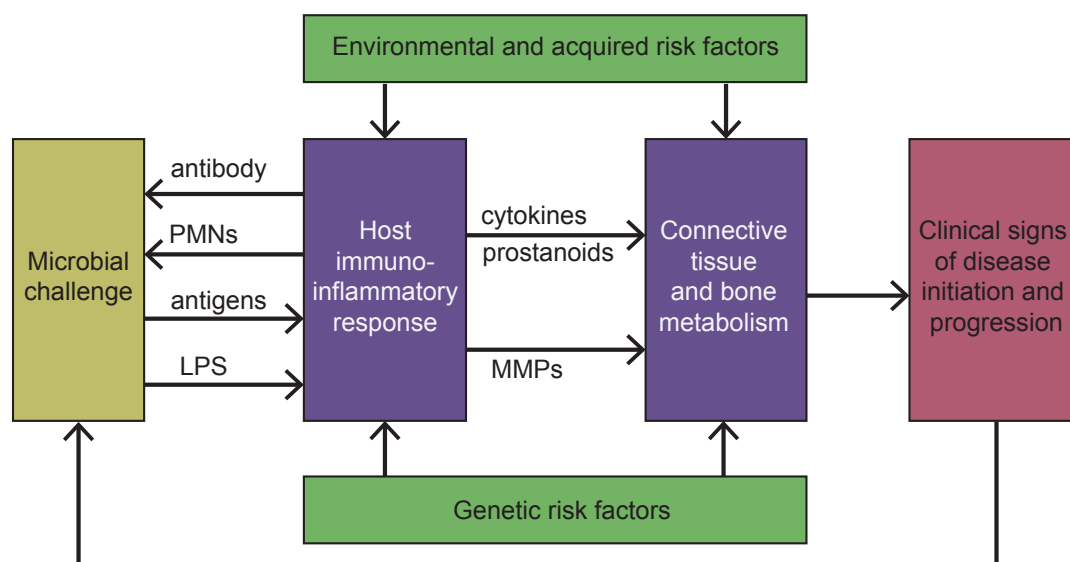 Environmental and acquired risk factors
antibody
PMNs
antigens
LPS
Microbial
challenge
Host
immuno-
inflammatory
response
cytokines
prostanoids
MMPs
Connective
tissue
and bone
metabolism
Clinical signs
of disease
initiation and
progression
Genetic risk factors